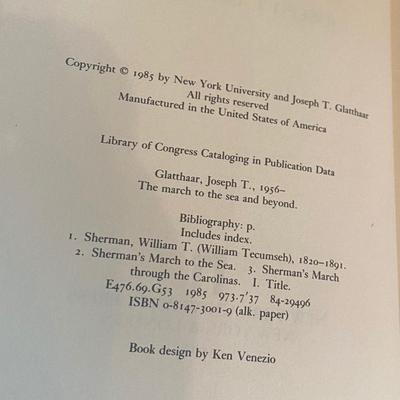 Copyright © 1985 by New York University and Joseph T. Glatthaar
All rights reserved
Manufactured in the United States of America
Library of Congress Cataloging in Publication Data
Glatthaar, Joseph T., 1956–
The march to the sea and beyond.
Bibliography: p.
Includes index.
1. Sherman, William T. (William Tecumseh), 1820–1891.
2. Sherman's March to the Sea. 3. Sherman's March
through the Carolinas. I. Title.
E476.69.G53 1985 973.7'37 84-29496
ISBN 0-8147-3001-9 (alk. paper)
Book design by Ken Venezio